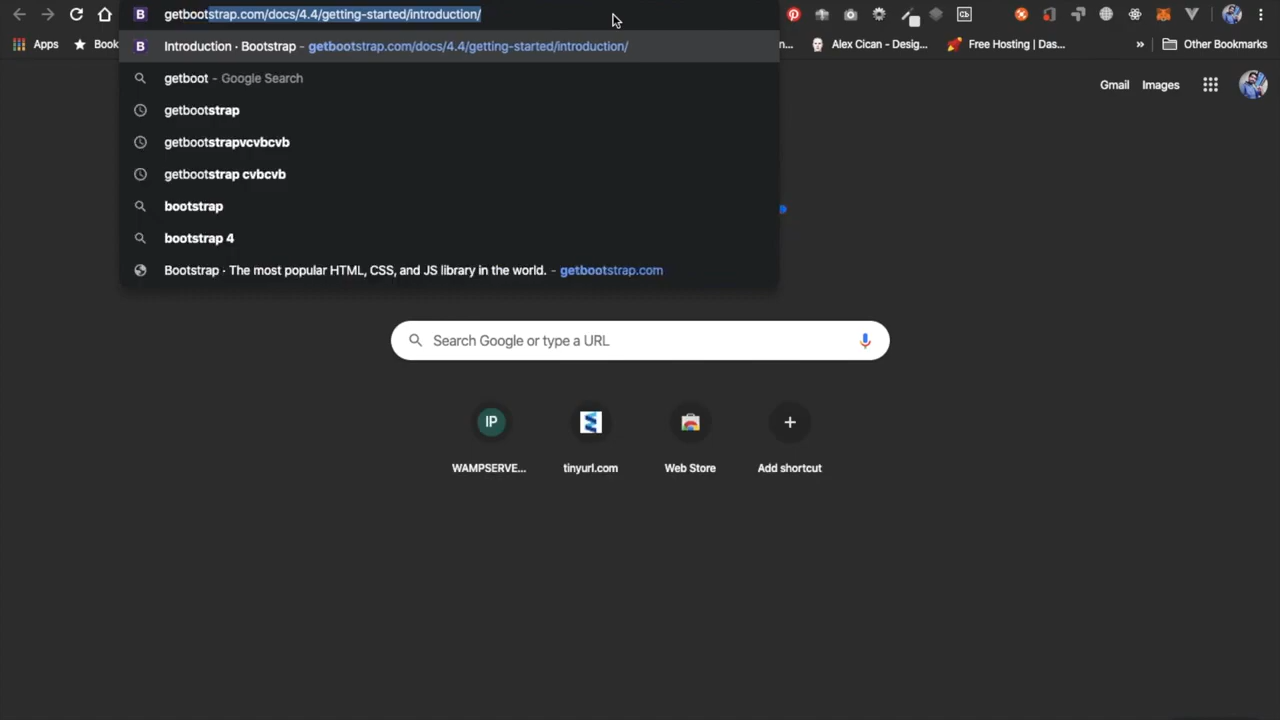 getbootstrap.com/docs/4.4/getting-started/introduction/
Introduction · Bootstrap - getbootstrap.com/docs/4.4/getting-started/introduction/
getboot - Google Search
getbootstrap
getbootstrapvcvbcvb
getbootstrap cvbcvb
bootstrap
bootstrap 4
Bootstrap · The most popular HTML, CSS, and JS library in the world. - getbootstrap.com
Apps
Book
n...
Alex Cican - Desig...
Free Hosting | Das...
»
Other Bookmarks
Gmail
Images
Search Google or type a URL
IP
WAMPSERVE...
tinyurl.com
Web Store
Add shortcut